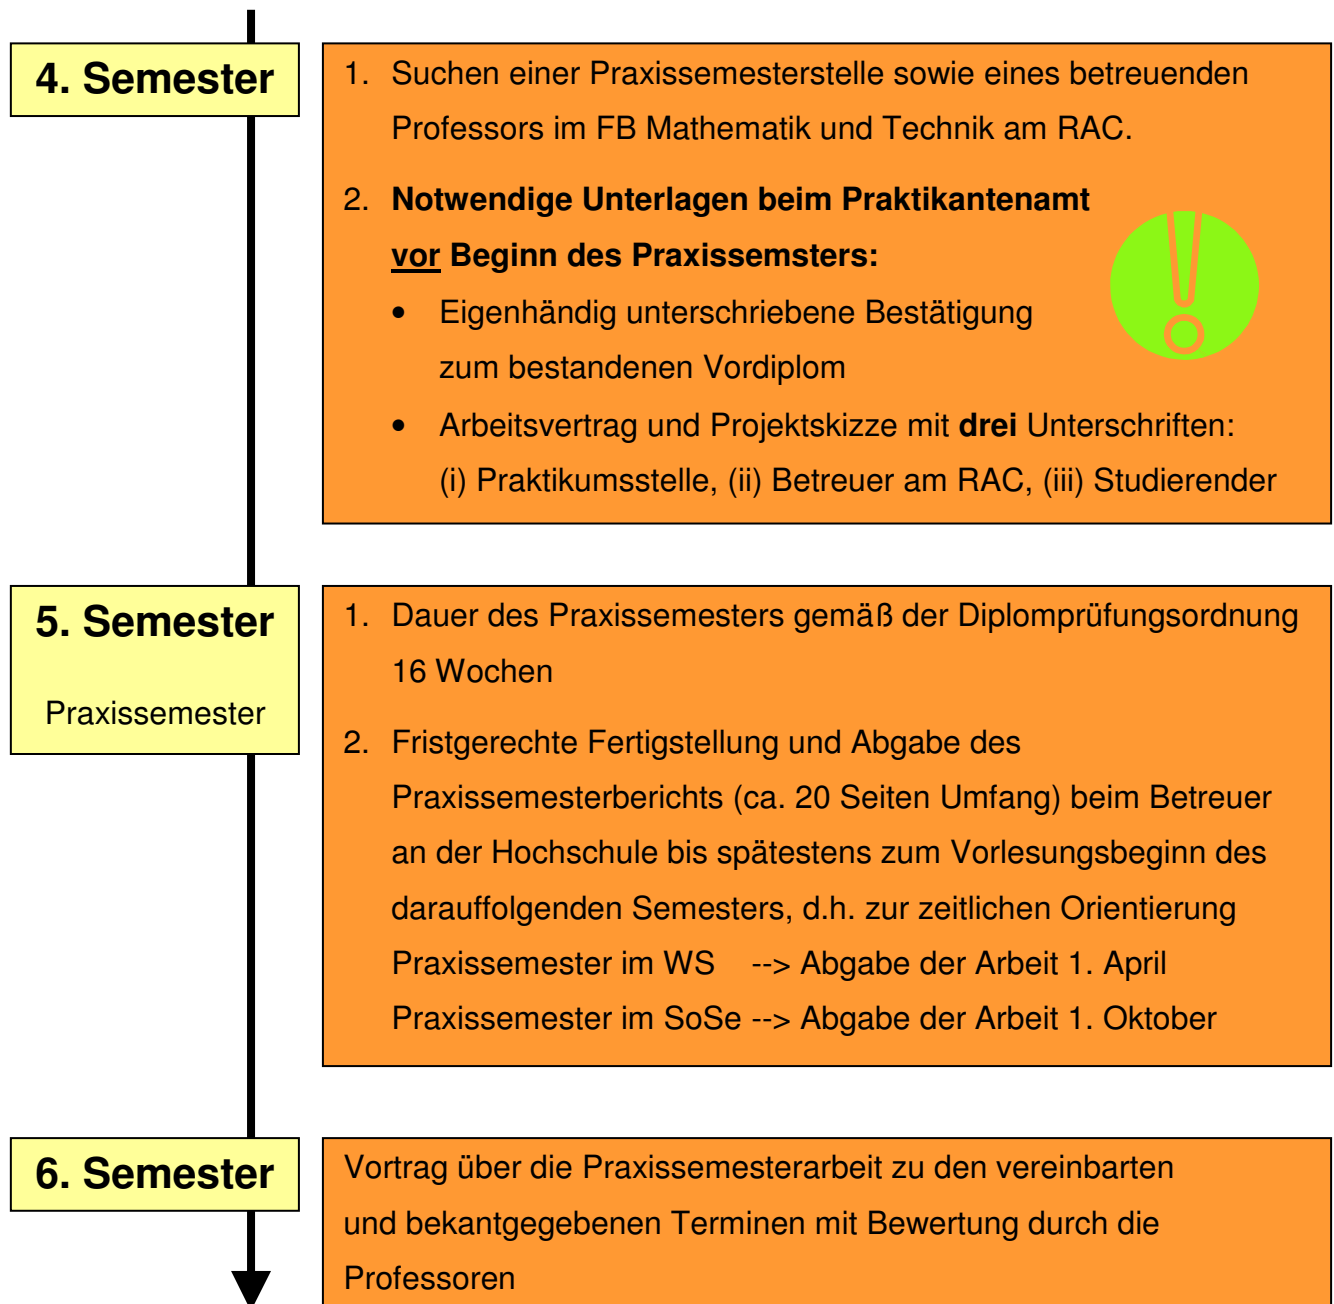 4. Semester
1. Suchen einer Praxissemesterstelle sowie eines betreuenden
Professors im FB Mathematik und Technik am RAC.
2. Notwendige Unterlagen beim Praktikantenamt
vor Beginn des Praxissemsters:
• Eigenhändig unterschriebene Bestätigung
zum bestandenen Vordiplom
• Arbeitsvertrag und Projektskizze mit drei Unterschriften:
(i) Praktikumsstelle, (ii) Betreuer am RAC, (iii) Studierender
5. Semester
Praxissemester
1. Dauer des Praxissemesters gemäß der Diplomprüfungsordnung
16 Wochen
2. Fristgerechte Fertigstellung und Abgabe des
Praxissemesterberichts (ca. 20 Seiten Umfang) beim Betreuer
an der Hochschule bis spätestens zum Vorlesungsbeginn des
darauffolgenden Semesters, d.h. zur zeitlichen Orientierung
Praxissemester im WS --> Abgabe der Arbeit 1. April
Praxissemester im SoSe --> Abgabe der Arbeit 1. Oktober
6. Semester
Vortrag über die Praxissemesterarbeit zu den vereinbarten
und bekantgegebenen Terminen mit Bewertung durch die
Professoren